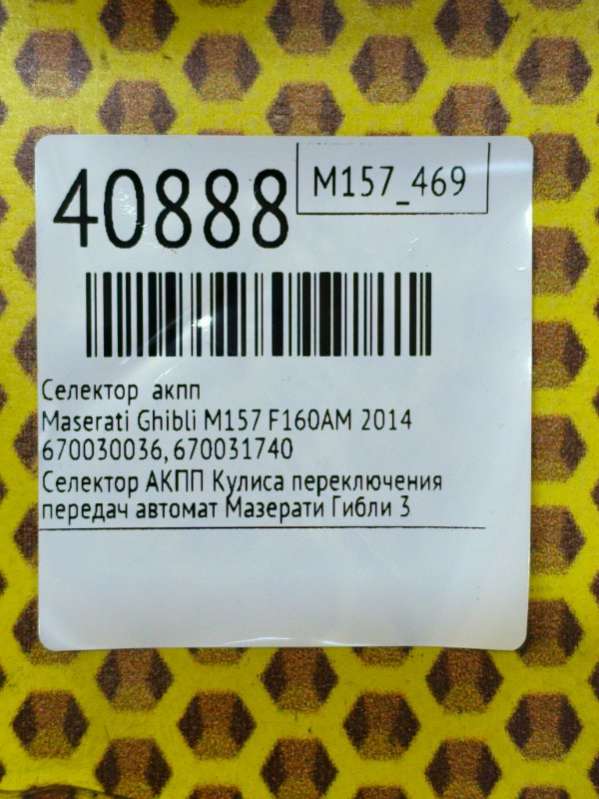 40888
M157_469
Селектор акпп
Maserati Ghibli M157 F160AM 2014
670030036, 670031740
Селектор АКПП Кулиса переключения
передач автомат Мазерати Гибли 3